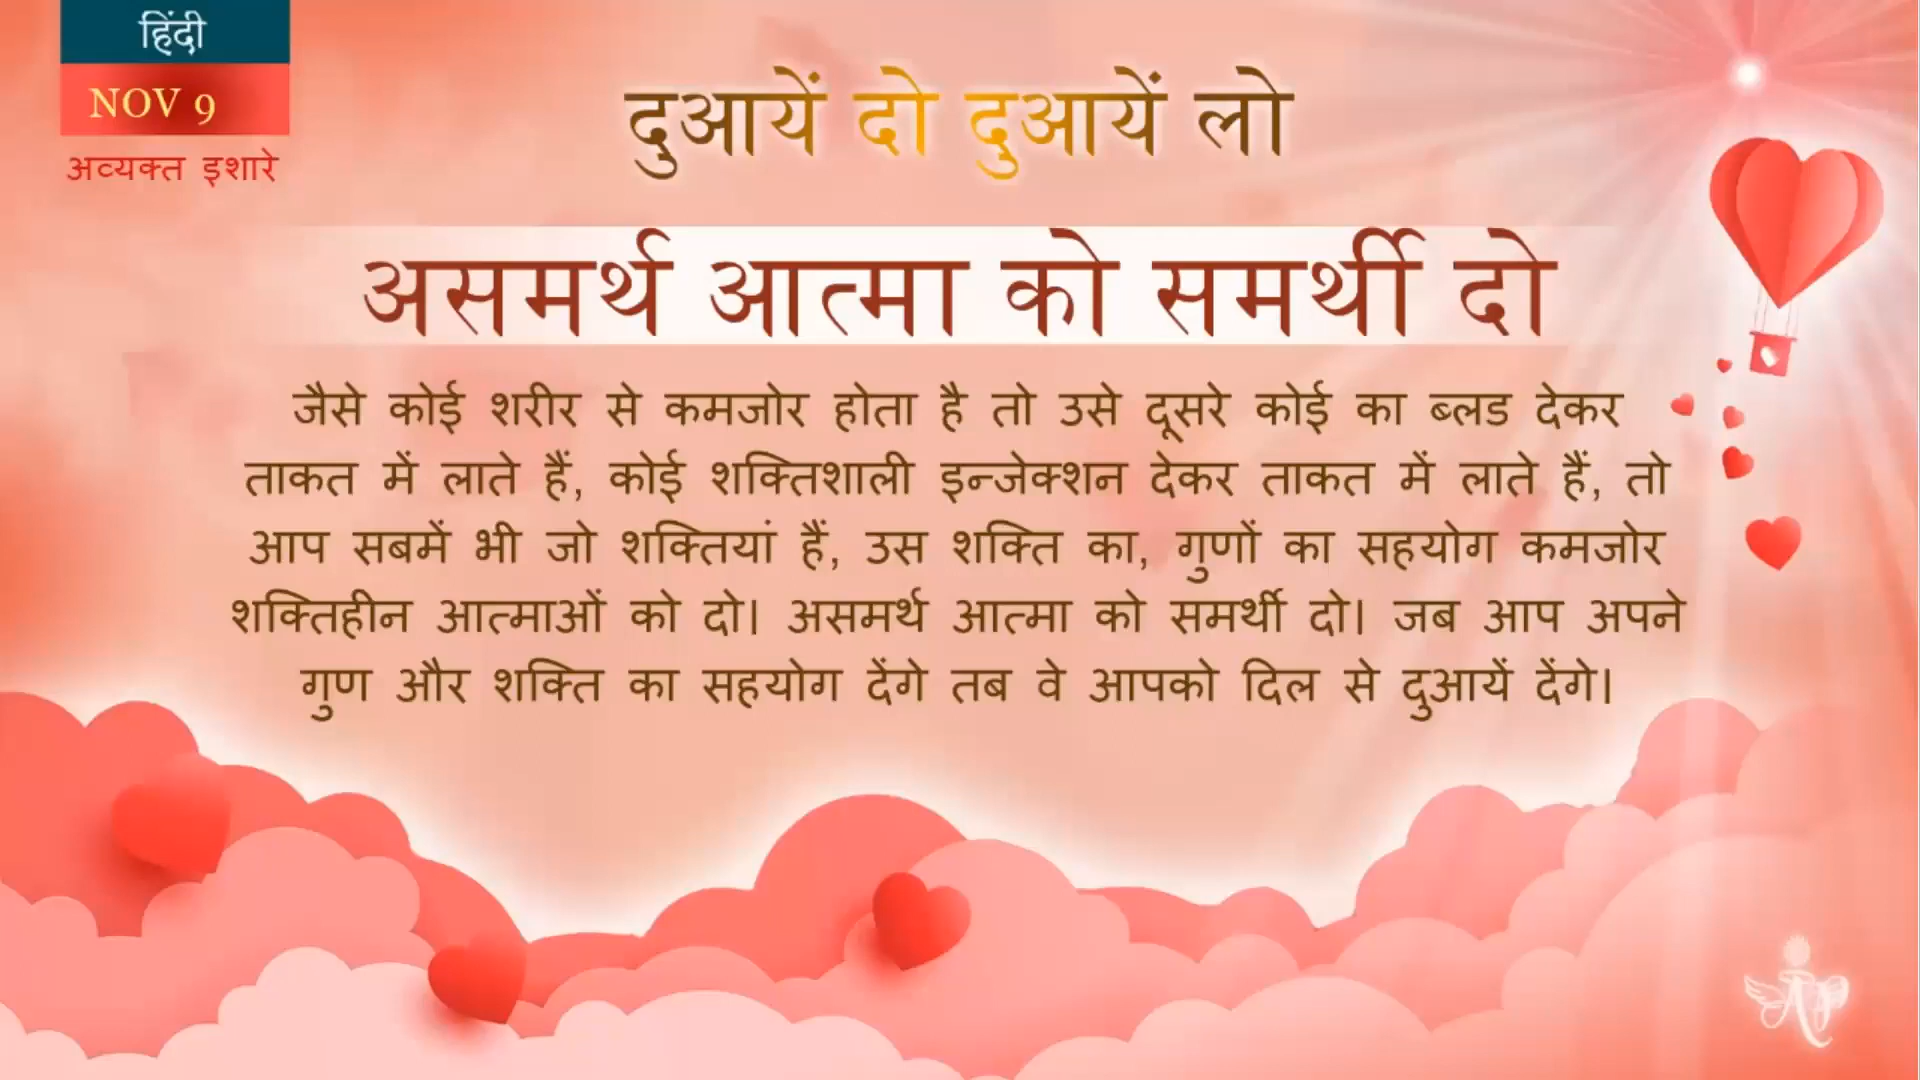 हिंदी
NOV 9
अव्यक्त इशारे
दुआयें दो दुआयें लो
असमर्थ आत्मा को समर्थी दो
जैसे कोई शरीर से कमजोर होता है तो उसे दूसरे कोई का ब्लड देकर
ताकत में लाते हैं, कोई शक्तिशाली इन्जेक्शन देकर ताकत में लाते हैं, तो
आप सबमें भी जो शक्तियां हैं, उस शक्ति का, गुणों का सहयोग कमजोर
शक्तिहीन आत्माओं को दो। असमर्थ आत्मा को समर्थी दो। जब आप अपने
गुण और शक्ति का सहयोग देंगे तब वे आपको दिल से दुआयें देंगे।